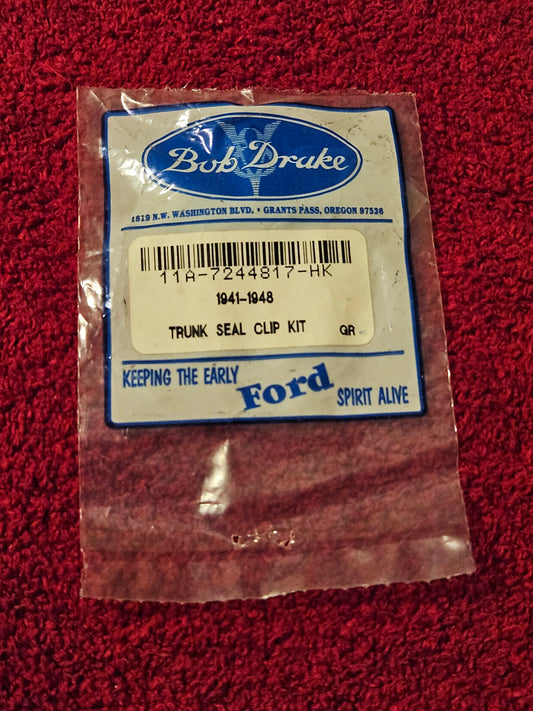 Bob Drake
1819 N.W. WASHINGTON BLVD. • GRANTS PASS, OREGON 97526
11A-7244817-HK
1941-1948
TRUNK SEAL CLIP KIT GR
KEEPING THE EARLY Ford SPIRIT ALIVE